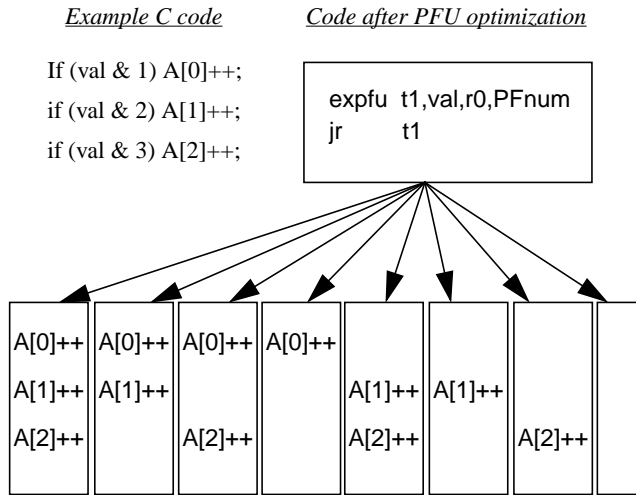 Example C code
Code after PFU optimization
If (val & 1) A[0]++;
if (val & 2) A[1]++;
if (val & 3) A[2]++;
expfu t1,val,r0,PFnum
jr t1
A[0]++ A[0]++ A[0]++ A[0]++
A[1]++ A[1]++ A[1]++ A[1]++
A[2]++ A[2]++ A[2]++ A[2]++